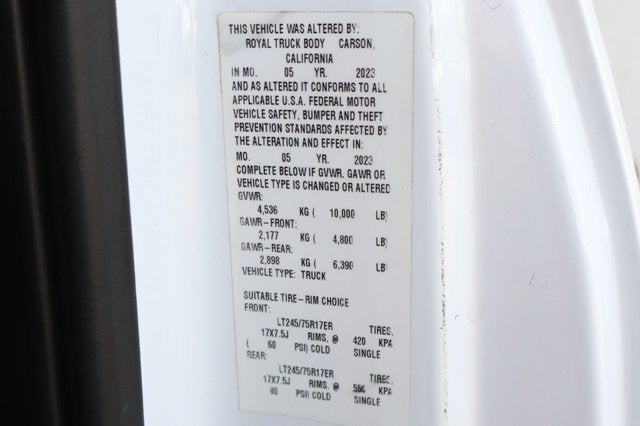 THIS VEHICLE WAS ALTERED BY:
ROYAL TRUCK BODY CARSON,
CALIFORNIA
IN MO. 05 YR. 2023
AND AS ALTERED IT CONFORMS TO ALL
APPLICABLE U.S.A. FEDERAL MOTOR
VEHICLE SAFETY, BUMPER AND THEFT
PREVENTION STANDARDS AFFECTED BY
THE ALTERATION AND EFFECT IN:
MO. 05 YR. 2023
COMPLETE BELOW IF GVWR. GAWR OR
VEHICLE TYPE IS CHANGED OR ALTERED
GVWR:
4,536 KG ( 10,000 LB)
GAWR-FRONT:
2,177 KG ( 4,800 LB)
GAWR-REAR:
2,898 KG ( 6,390 LB)
VEHICLE TYPE: TRUCK
SUITABLE TIRE-RIM CHOICE
FRONT:
LT245/75R17ER TIRES,
17X7.5J RIMS, @ 420 KPA
( 60 PSI) COLD SINGLE
REAR:
LT245/75R17ER TIRES,
17X7.5J RIMS, @ 550 KPA
80 PSI) COLD SINGLE